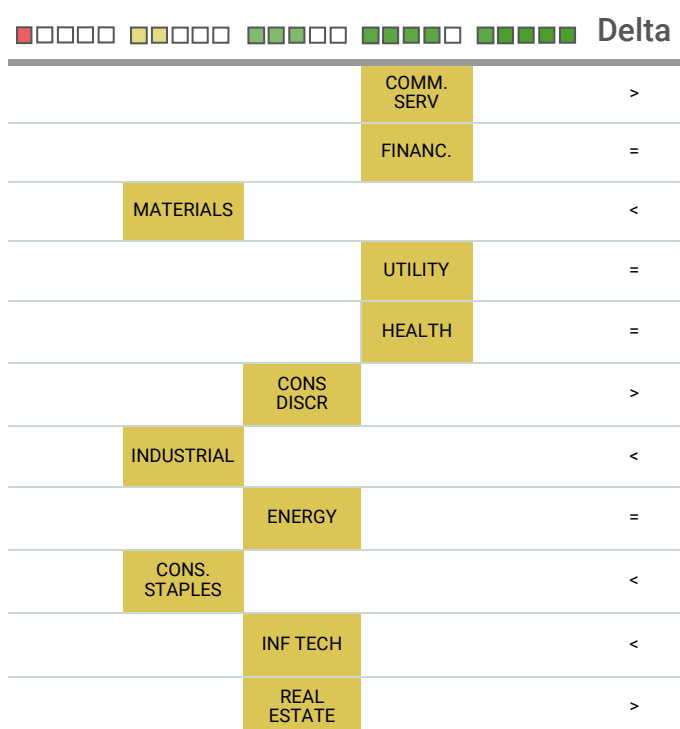 Delta
COMM.
SERV
>
FINANC.
=
MATERIALS
<
UTILITY
=
HEALTH
=
CONS
DISCR
>
INDUSTRIAL
<
ENERGY
=
CONS.
STAPLES
<
INF TECH
<
REAL
ESTATE
>